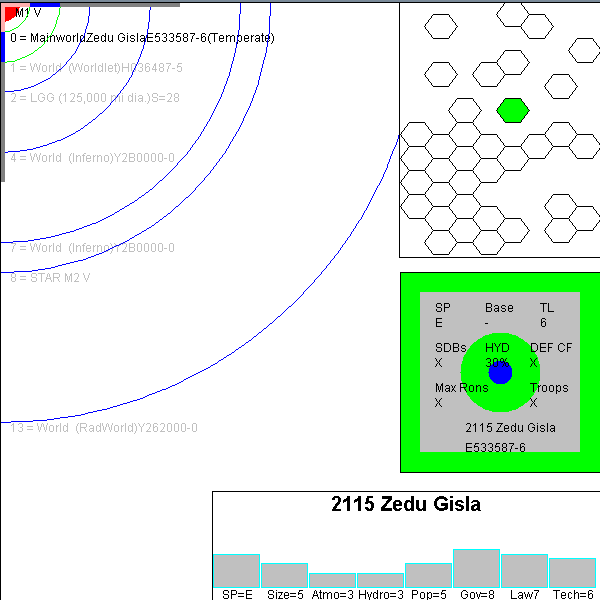 M1 V
0 = MainworldZedu GislaE533587-6(Temperate)
1 = World (Worldlet)H036487-5
2 = LGG (125,000 mi dia.)S=28
4 = World (Inferno)Y2B0000-0
7 = World (Inferno)Y2B0000-0
8 = STAR M2 V
13 = World (RadWorld)Y262000-0
SP Base TL
E - 6
SDBs HYD DEF CF
X 30% X
Max Rons Troops
X X
2115 Zedu Gisla
E533587-6
2115 Zedu Gisla
SP=E Size=5 Atmo=3 Hydro=3 Pop=5 Gov=8 Law7 Tech=6